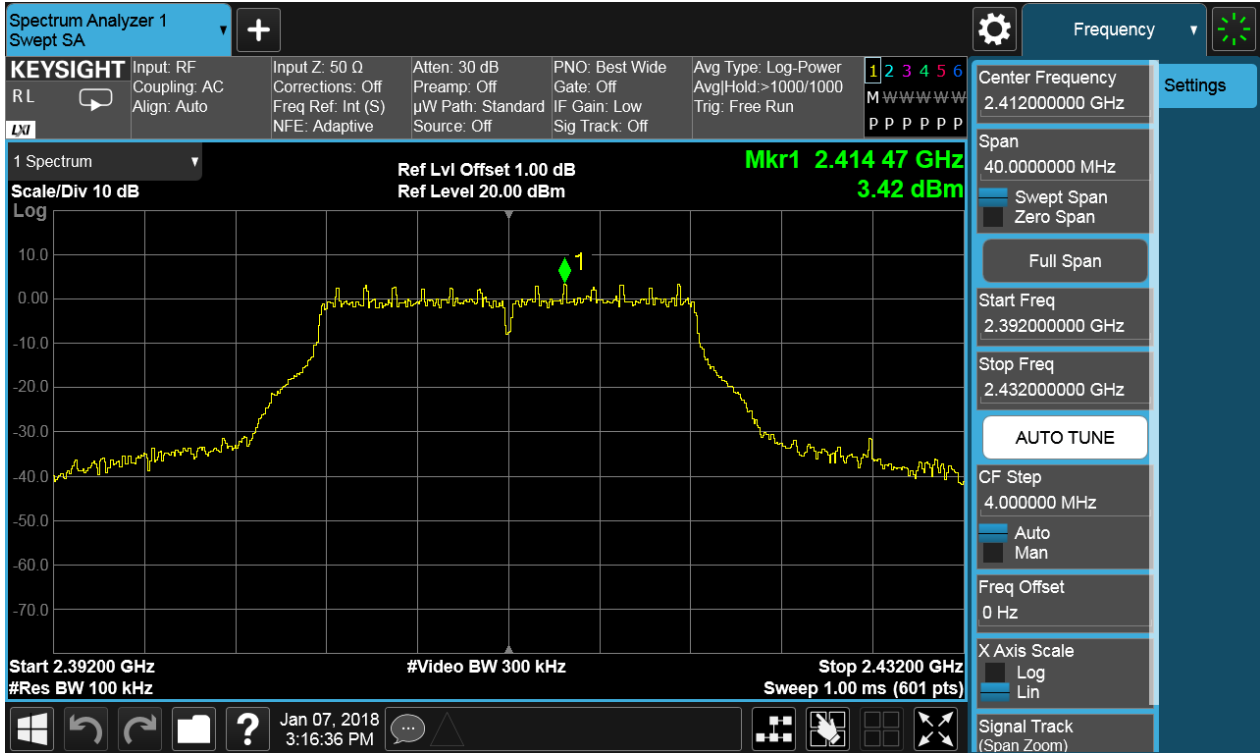 Spectrum Analyzer 1
Swept SA
+
Frequency
KEYSIGHT
RL
LXI
Input: RF
Coupling: AC
Align: Auto
Input Z: 50 Ω
Corrections: Off
Freq Ref: Int (S)
NFE: Adaptive
Atten: 30 dB
Preamp: Off
µW Path: Standard
Source: Off
PNO: Best Wide
Gate: Off
IF Gain: Low
Sig Track: Off
Avg Type: Log-Power
Avg|Hold:>1000/1000
Trig: Free Run
1 2 3 4 5 6
M W W W W W
P P P P P P
1 Spectrum
Scale/Div 10 dB
Log
Ref Lvl Offset 1.00 dB
Ref Level 20.00 dBm
Mkr1 2.414 47 GHz
3.42 dBm
1
10.0
0.00
-10.0
-20.0
-30.0
-40.0
-50.0
-60.0
-70.0
Start 2.39200 GHz
#Res BW 100 kHz
#Video BW 300 kHz
Stop 2.43200 GHz
Sweep 1.00 ms (601 pts)
?
Jan 07, 2018
3:16:36 PM
Center Frequency
2.412000000 GHz
Span
40.0000000 MHz
Swept Span
Zero Span
Full Span
Start Freq
2.392000000 GHz
Stop Freq
2.432000000 GHz
AUTO TUNE
CF Step
4.000000 MHz
Auto
Man
Freq Offset
0 Hz
X Axis Scale
Log
Lin
Signal Track
(Span Zoom)
Settings